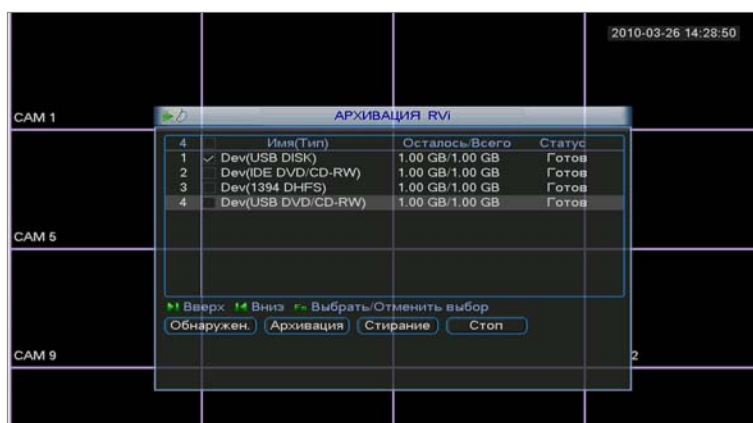 2010-03-26 14:28:50
CAM 1
АРХИВАЦИЯ RVi
4 Имя(Тип) Осталось/Всего Статус
1 Dev(USB DISK) 1.00 GB/1.00 GB Готов
2 Dev(IDE DVD/CD-RW) 1.00 GB/1.00 GB Готов
3 Dev(1394 DHFS) 1.00 GB/1.00 GB Готов
4 Dev(USB DVD/CD-RW) 1.00 GB/1.00 GB Готов
CAM 5
Вверх Вниз Fn Выбрать/Отменить выбор
Обнаружен. Архивация Стирание Стоп
CAM 9 2